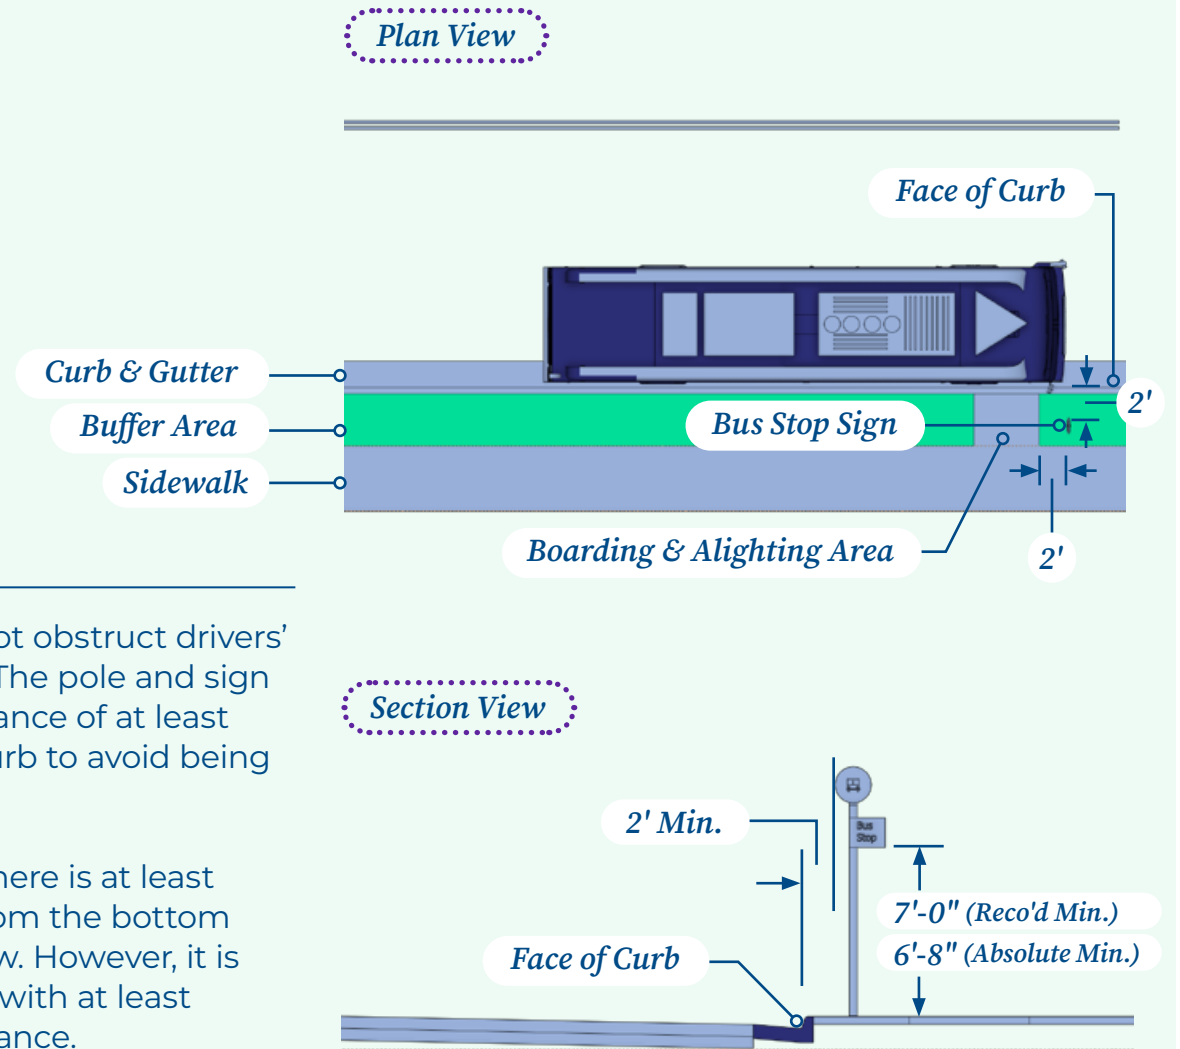 Plan View
Face of Curb
Curb & Gutter
2'
Buffer Area
Bus Stop Sign
Sidewalk
Boarding & Alighting Area
2'
ot obstruct drivers’
The pole and sign
ance of at least
urb to avoid being
here is at least
om the bottom
w. However, it is
with at least
ance.
Section View
Bus
Stop
2' Min.
7'-0" (Reco'd Min.)
6'-8" (Absolute Min.)
Face of Curb